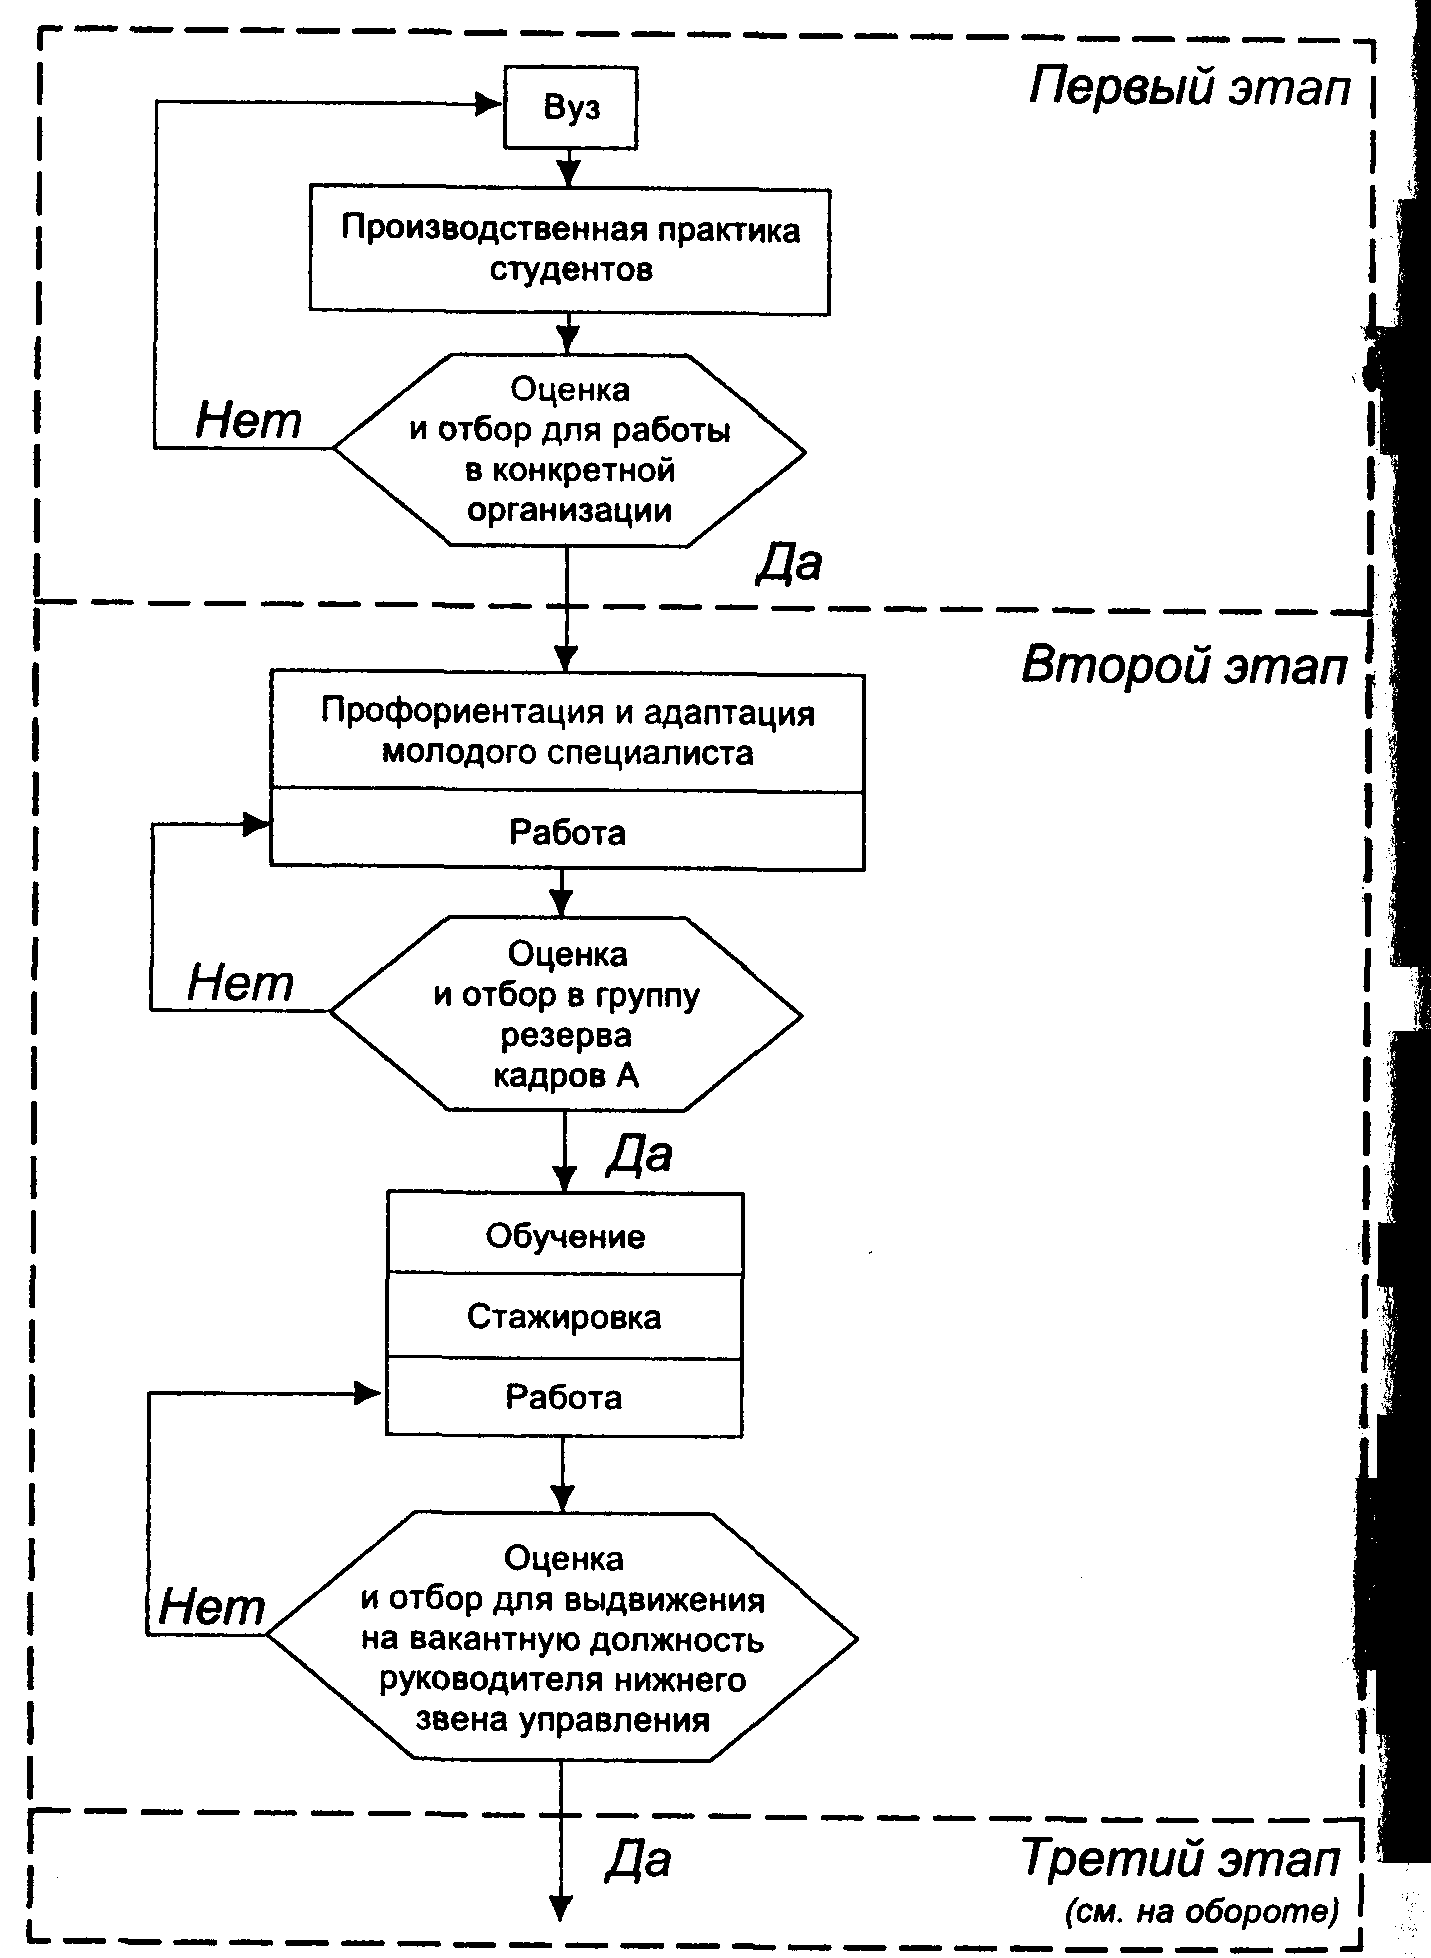 Первый этап
Вуз
Производственная практика
студентов
Оценка
и отбор для работы
в конкретной
организации
Нет
Да
Второй этап
Профориентация и адаптация
молодого специалиста
Работа
Оценка
и отбор в группу
резерва
кадров А
Нет
Да
Обучение
Стажировка
Работа
Оценка
и отбор для выдвижения
на вакантную должность
руководителя нижнего
звена управления
Нет
Да
Третий этап
(см. на обороте)